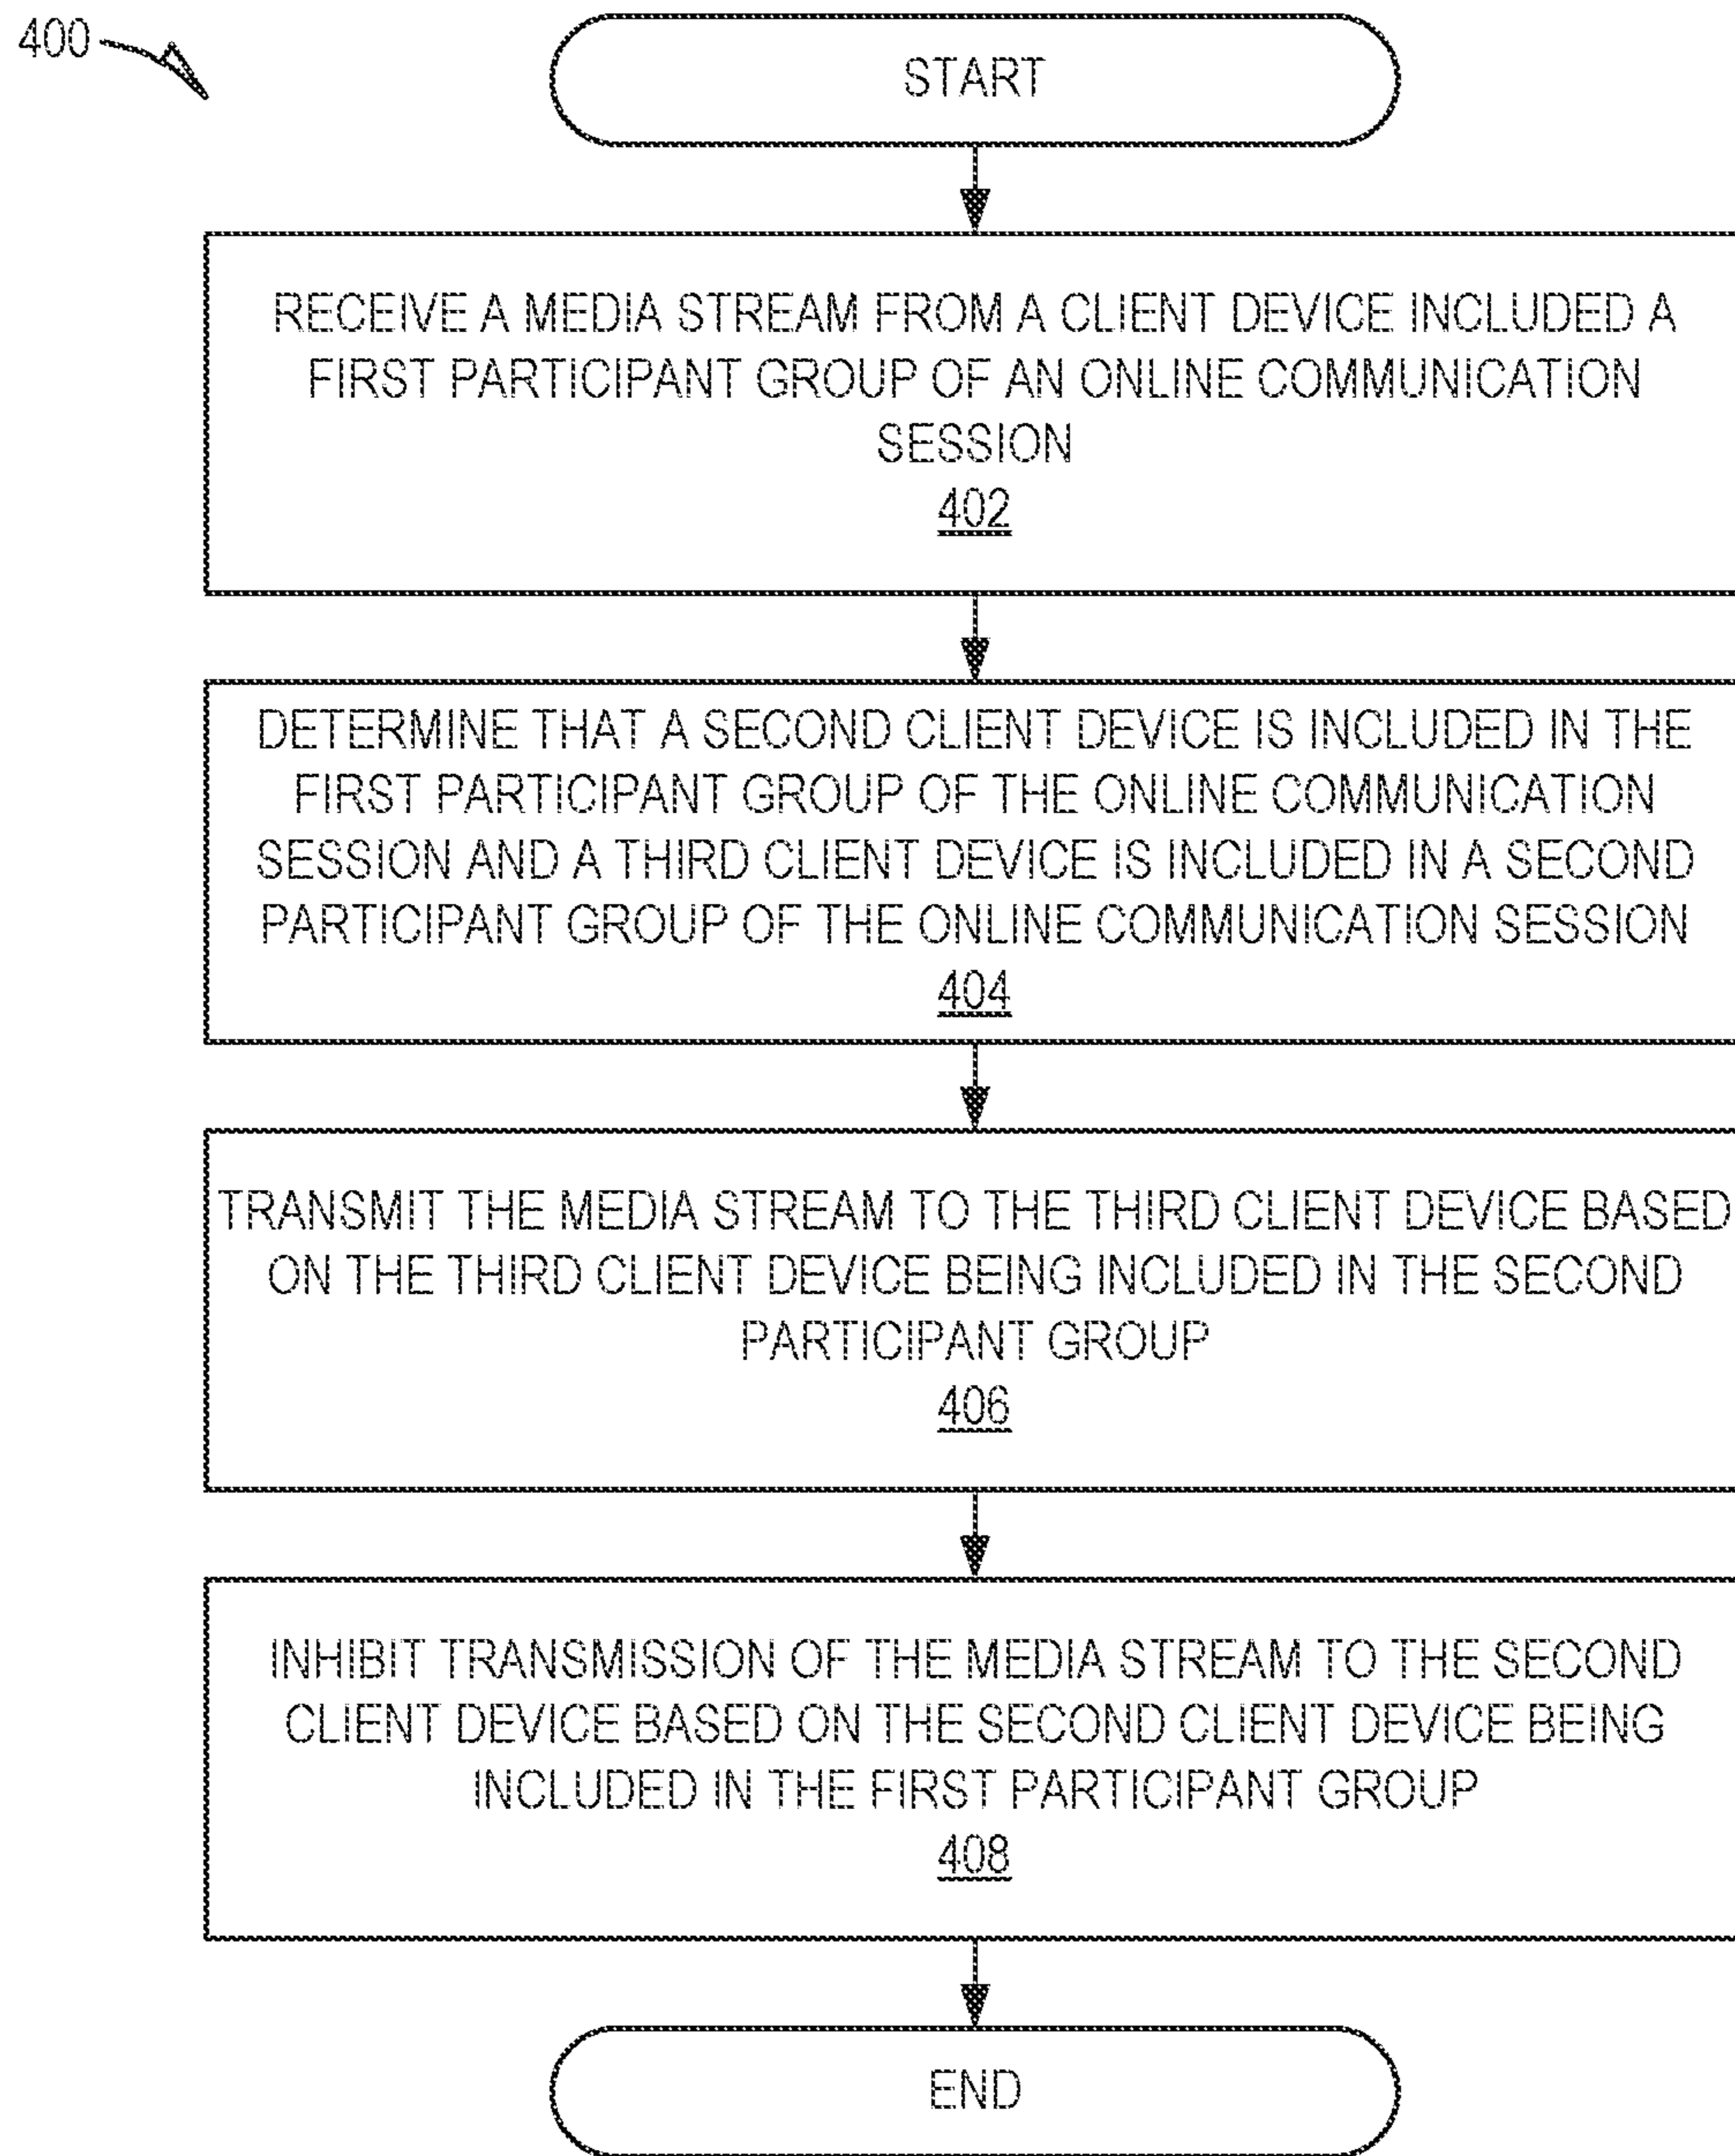 400
START
RECEIVE A MEDIA STREAM FROM A CLIENT DEVICE INCLUDED A
FIRST PARTICIPANT GROUP OF AN ONLINE COMMUNICATION
SESSION
402
DETERMINE THAT A SECOND CLIENT DEVICE IS INCLUDED IN THE
FIRST PARTICIPANT GROUP OF THE ONLINE COMMUNICATION
SESSION AND A THIRD CLIENT DEVICE IS INCLUDED IN A SECOND
PARTICIPANT GROUP OF THE ONLINE COMMUNICATION SESSION
404
TRANSMIT THE MEDIA STREAM TO THE THIRD CLIENT DEVICE BASED
ON THE THIRD CLIENT DEVICE BEING INCLUDED IN THE SECOND
PARTICIPANT GROUP
406
INHIBIT TRANSMISSION OF THE MEDIA STREAM TO THE SECOND
CLIENT DEVICE BASED ON THE SECOND CLIENT DEVICE BEING
INCLUDED IN THE FIRST PARTICIPANT GROUP
408
END